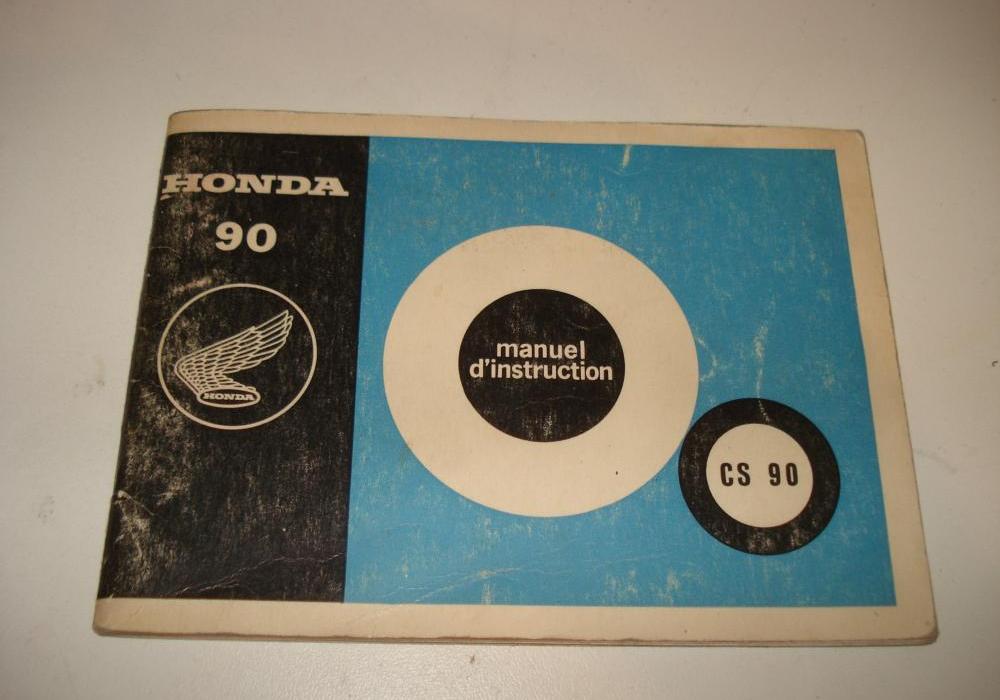 HONDA
90
HONDA
manuel
d'instruction
CS 90